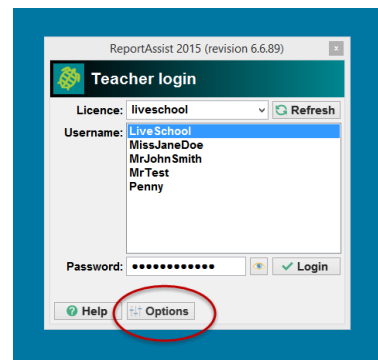 ReportAssist 2015 (revision 6.6.89)
Teacher login
Licence: liveschool Refresh
Username: LiveSchool
MissJaneDoe
MrJohnSmith
MrTest
Penny
Password: ●●●●●●●●●●●● Login
Help Options